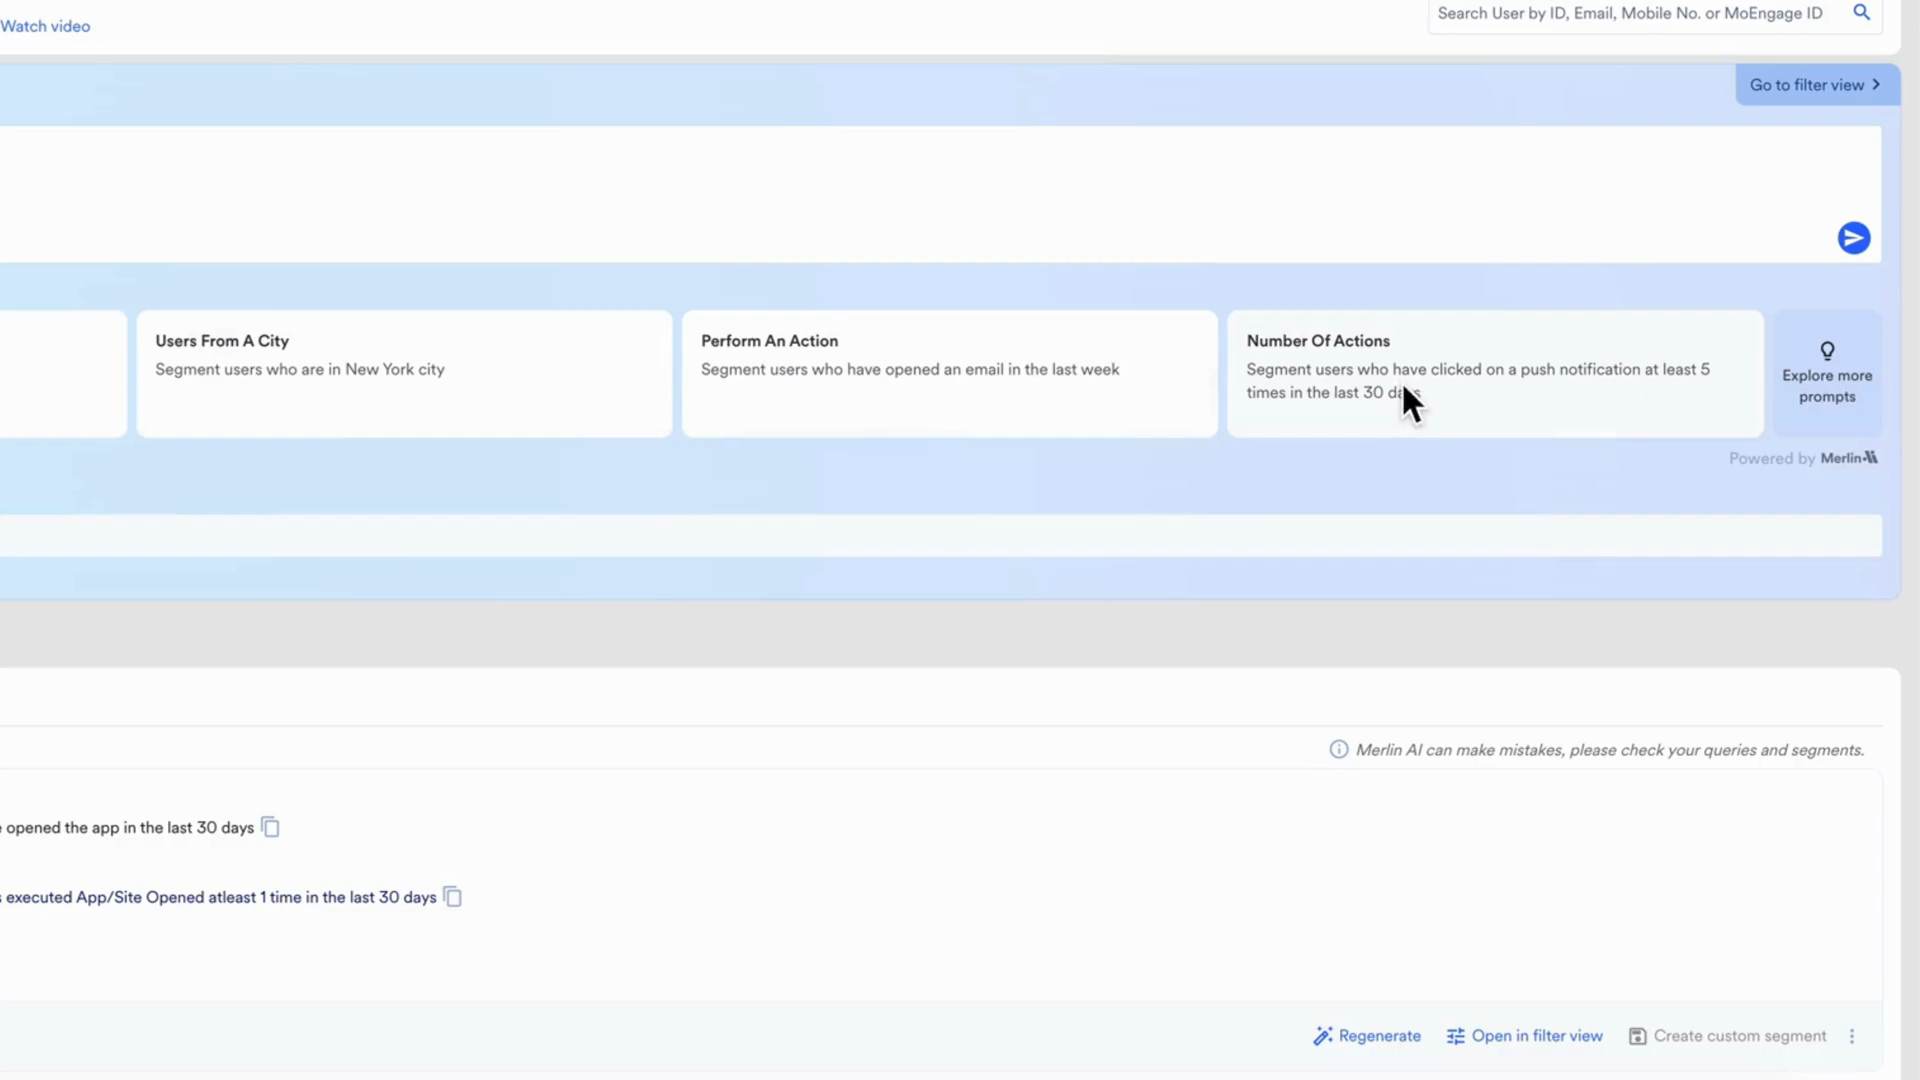 Watch video
Search User by ID, Email, Mobile No. or MoEngage ID
Go to filter view
Users From A City
Segment users who are in New York city
Perform An Action
Segment users who have opened an email in the last week
Number Of Actions
Segment users who have clicked on a push notification at least 5
times in the last 30 days
Explore more
prompts
Powered by Merlin AI
Merlin AI can make mistakes, please check your queries and segments.
opened the app in the last 30 days
executed App/Site Opened atleast 1 time in the last 30 days
Regenerate
Open in filter view
Create custom segment